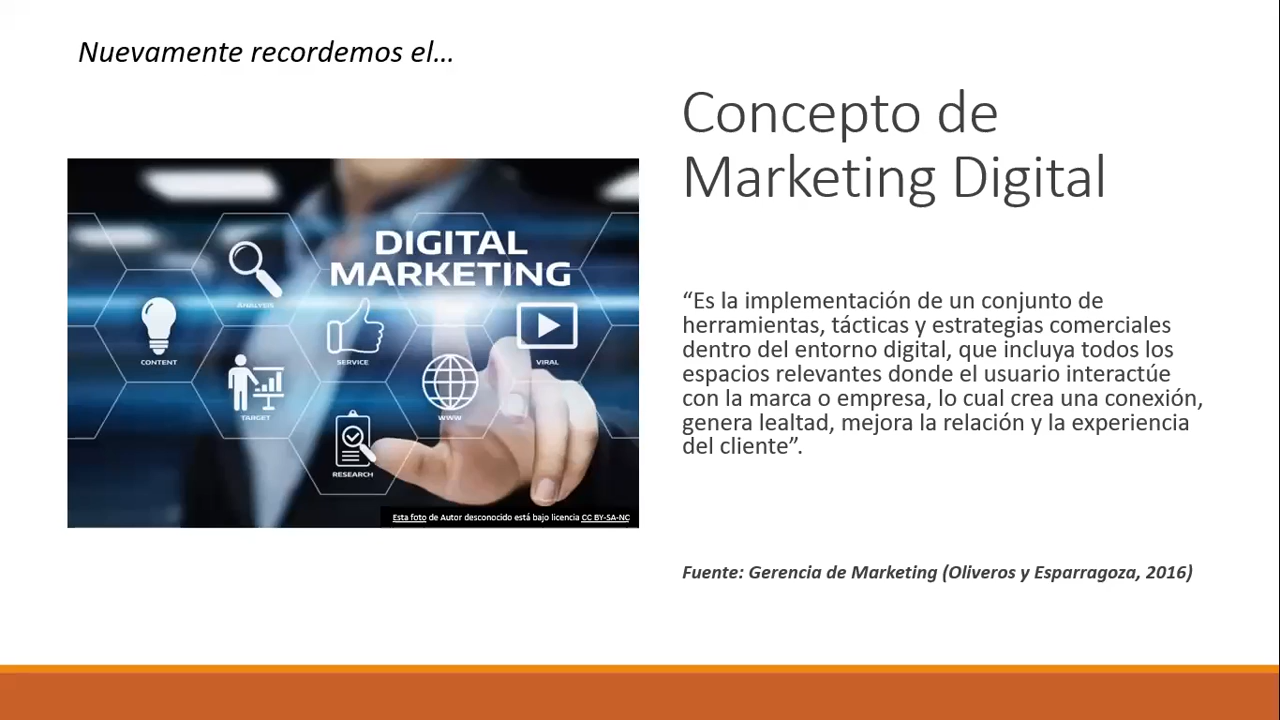 Nuevamente recordemos el...
Concepto de
Marketing Digital
DIGITAL
MARKETING
ANALYSIS
CONTENT
SERVICE
VIRAL
TARGET
WWW
RESEARCH
Esta foto de Autor desconocido está bajo licencia CC BY-SA-NC
“Es la implementación de un conjunto de
herramientas, tácticas y estrategias comerciales
dentro del entorno digital, que incluya todos los
espacios relevantes donde el usuario interactúe
con la marca o empresa, lo cual crea una conexión,
genera lealtad, mejora la relación y la experiencia
del cliente”.
Fuente: Gerencia de Marketing (Oliveros y Esparragoza, 2016)